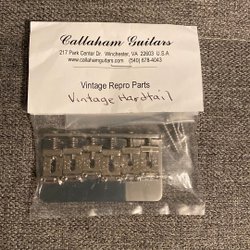 Callaham Guitars
217 Park Center Dr. Winchester, VA 22603 U.S.A
www.callahamguitars.com (540) 678-4043
Vintage Repro Parts
Vintage Hardtail